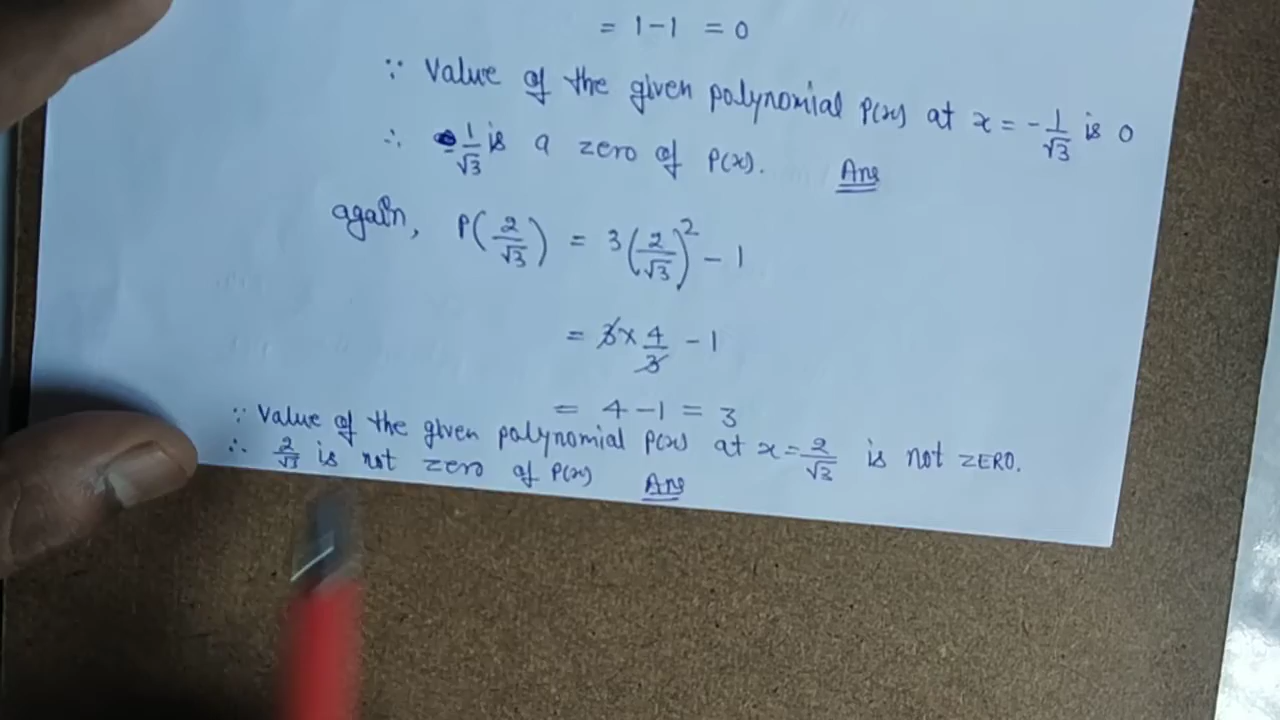 = 1-1 = 0
∵ Value of the given polynomial P(x) at x = -1/√3 is 0
∴ -1/√3 is a zero of P(x). Ans
again, P(2/√3) = 3(2/√3)² - 1
= 3 × 4/3 - 1
= 4-1 = 3
∵ Value of the given polynomial P(x) at x = 2/√3 is not ZERO.
∴ 2/√3 is not zero of P(x) Ans